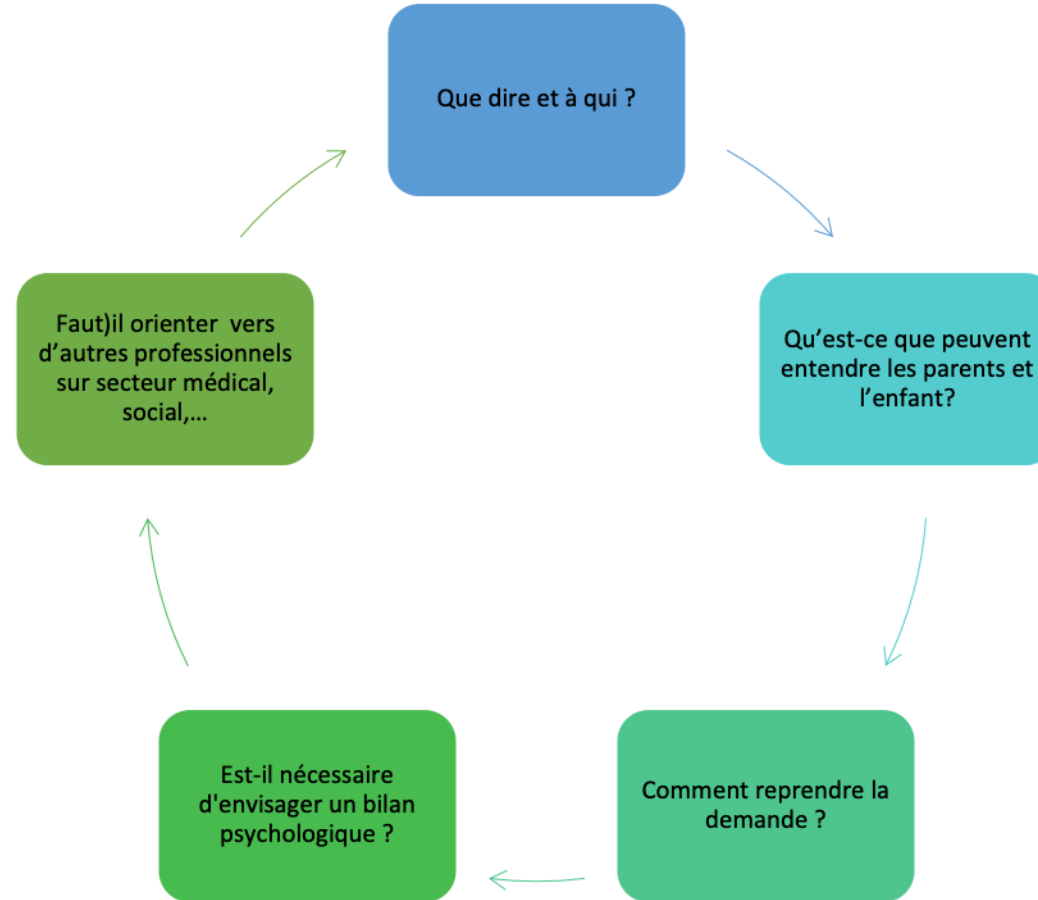 Que dire et à qui ?
Qu’est-ce que peuvent
entendre les parents et
l’enfant?
Comment reprendre la
demande ?
Est-il nécessaire
d'envisager un bilan
psychologique ?
Faut)il orienter  vers
d’autres professionnels
sur secteur médical,
social,...